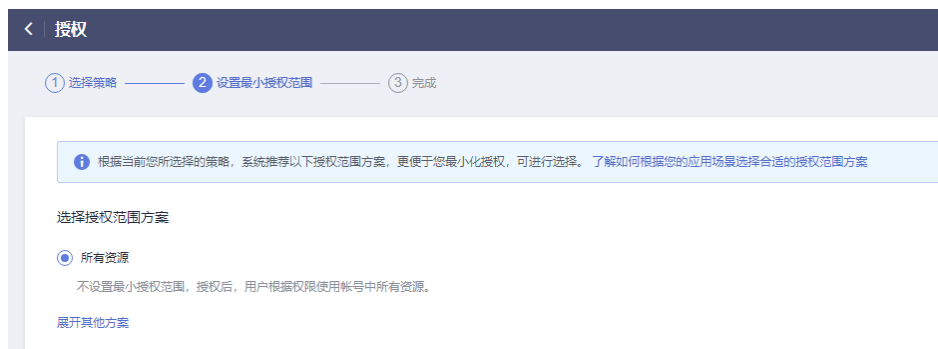 授权
1 选择策略 2 设置最小授权范围 3 完成
根据当前您所选择的策略，系统推荐以下授权范围方案，更便于您最小化授权，可进行选择。 了解如何根据您的应用场景选择合适的授权范围方案
选择授权范围方案
所有资源
不设置最小授权范围，授权后，用户根据权限使用帐号中所有资源。
展开其他方案